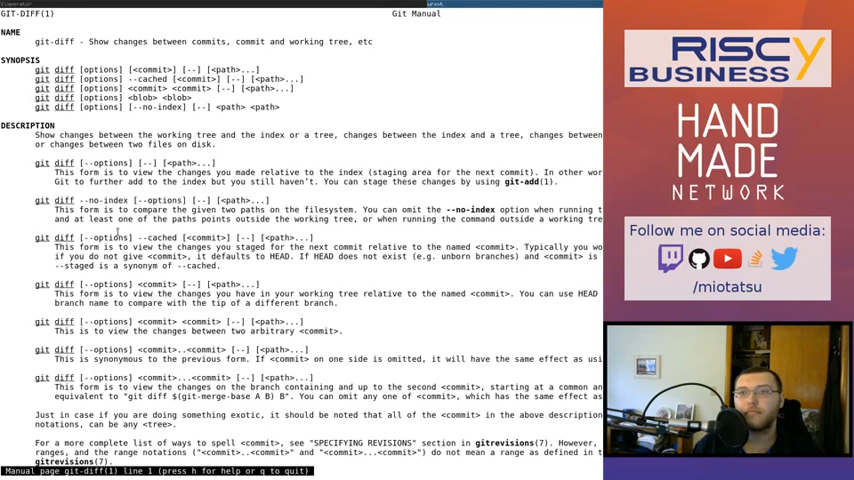 Vimperator
urxvt
GIT-DIFF(1)
Git Manual
NAME
git-diff - Show changes between commits, commit and working tree, etc
SYNOPSIS
git diff [options] [<commit>] [--] [<path>...]
git diff [options] --cached [<commit>] [--] [<path>...]
git diff [options] <commit> <commit> [--] [<path>...]
git diff [options] <blob> <blob>
git diff [options] [--no-index] [--] <path> <path>
DESCRIPTION
Show changes between the working tree and the index or a tree, changes between the index and a tree, changes between
or changes between two files on disk.
git diff [--options] [--] [<path>...]
This form is to view the changes you made relative to the index (staging area for the next commit). In other wor
Git to further add to the index but you still haven't. You can stage these changes by using git-add(1).
git diff --no-index [--options] [--] [<path>...]
This form is to compare the given two paths on the filesystem. You can omit the --no-index option when running t
and at least one of the paths points outside the working tree, or when running the command outside a working tre
git diff [--options] --cached [<commit>] [--] [<path>...]
This form is to view the changes you staged for the next commit relative to the named <commit>. Typically you wo
if you do not give <commit>, it defaults to HEAD. If HEAD does not exist (e.g. unborn branches) and <commit> is
--staged is a synonym of --cached.
git diff [--options] <commit> [--] [<path>...]
This form is to view the changes you have in your working tree relative to the named <commit>. You can use HEAD
branch name to compare with the tip of a different branch.
git diff [--options] <commit> <commit> [--] [<path>...]
This is to view the changes between two arbitrary <commit>.
git diff [--options] <commit>..<commit> [--] [<path>...]
This is synonymous to the previous form. If <commit> on one side is omitted, it will have the same effect as usi
git diff [--options] <commit>...<commit> [--] [<path>...]
This form is to view the changes on the branch containing and up to the second <commit>, starting at a common an
equivalent to "git diff $(git-merge-base A B) B". You can omit any one of <commit>, which has the same effect as
Just in case if you are doing something exotic, it should be noted that all of the <commit> in the above description
notations, can be any <tree>.
For a more complete list of ways to spell <commit>, see "SPECIFYING REVISIONS" section in gitrevisions(7). However,
ranges, and the range notations ("<commit>..<commit>" and "<commit>...<commit>") do not mean a range as defined in t
gitrevisions(7).
Manual page git-diff(1) line 1 (press h for help or q to quit)
RISCY
BUSINESS
HAND
MADE
NETWORK
Follow me on social media:
/miotatsu